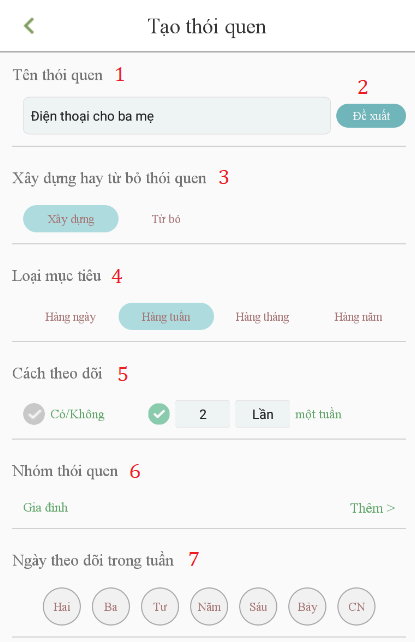 Tạo thói quen
Tên thói quen 1
2
Điện thoại cho ba mẹ Đề xuất
Xây dựng hay từ bỏ thói quen 3
Xây dựng Từ bỏ
Loại mục tiêu 4
Hàng ngày Hàng tuần Hàng tháng Hàng năm
Cách theo dõi 5
Có/Không 2 Lần một tuần
Nhóm thói quen 6
Gia đình Thêm >
Ngày theo dõi trong tuần 7
Hai Ba Tư Năm Sáu Bảy CN